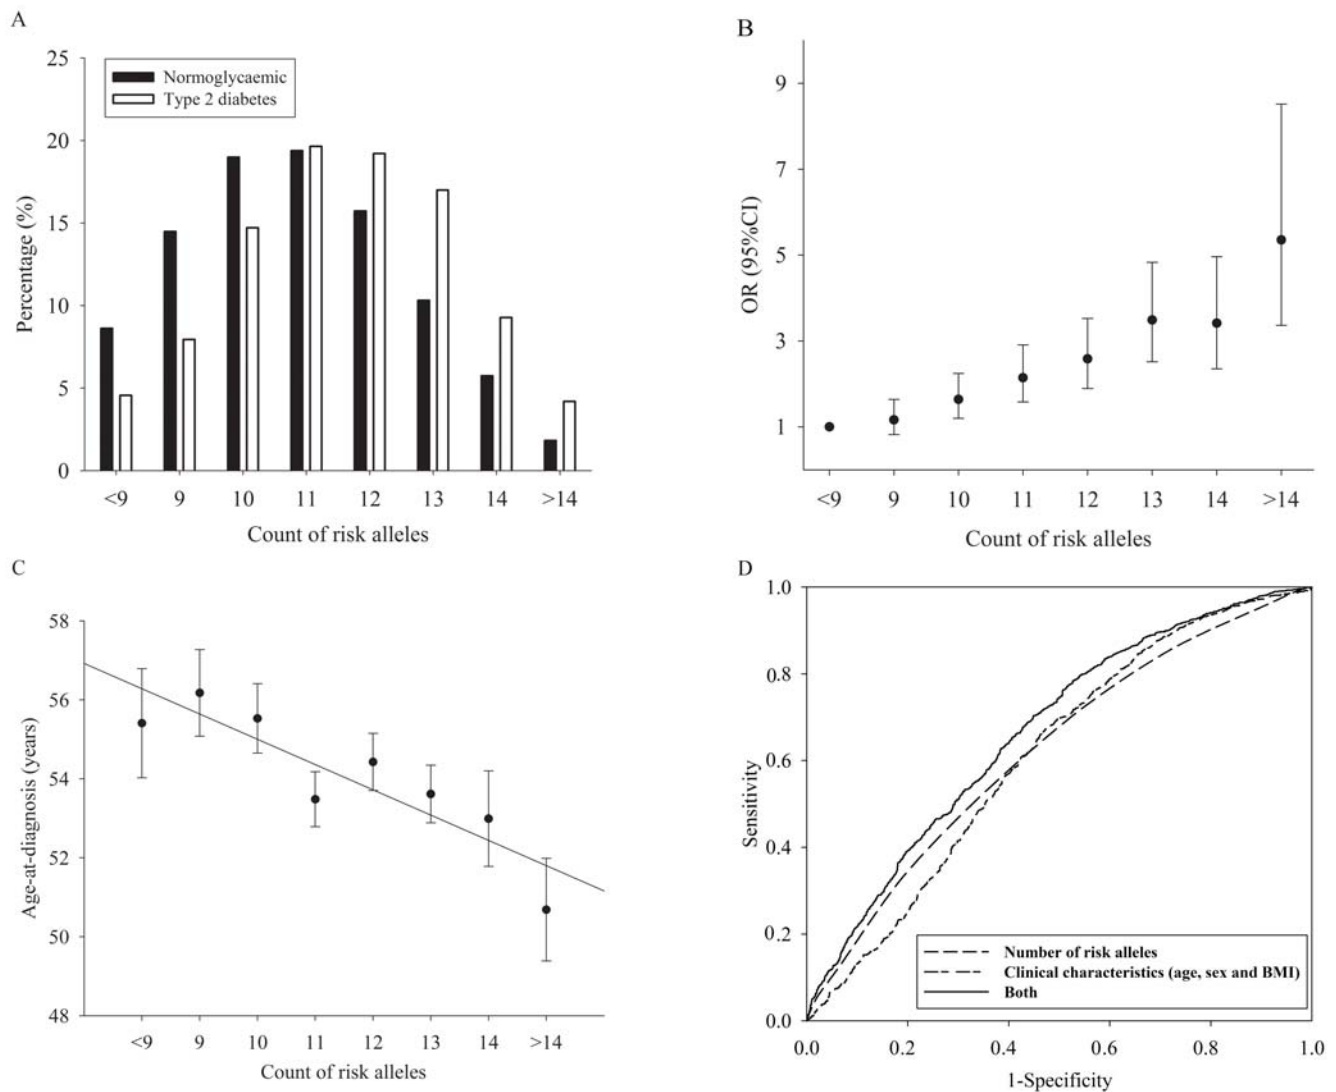 A
25
20
15
10
5
0
Percentage (%)
Normoglycaemic
Type 2 diabetes
<9 9 10 11 12 13 14 >14
Count of risk alleles
B
9
7
5
3
1
OR (95%CI)
<9 9 10 11 12 13 14 >14
Count of risk alleles
C
58
56
54
52
50
48
Age-at-diagnosis (years)
<9 9 10 11 12 13 14 >14
Count of risk alleles
D
1.0
0.8
0.6
0.4
0.2
0.0
Sensitivity
Number of risk alleles
Clinical characteristics (age, sex and BMI)
Both
0.0 0.2 0.4 0.6 0.8 1.0
1-Specificity